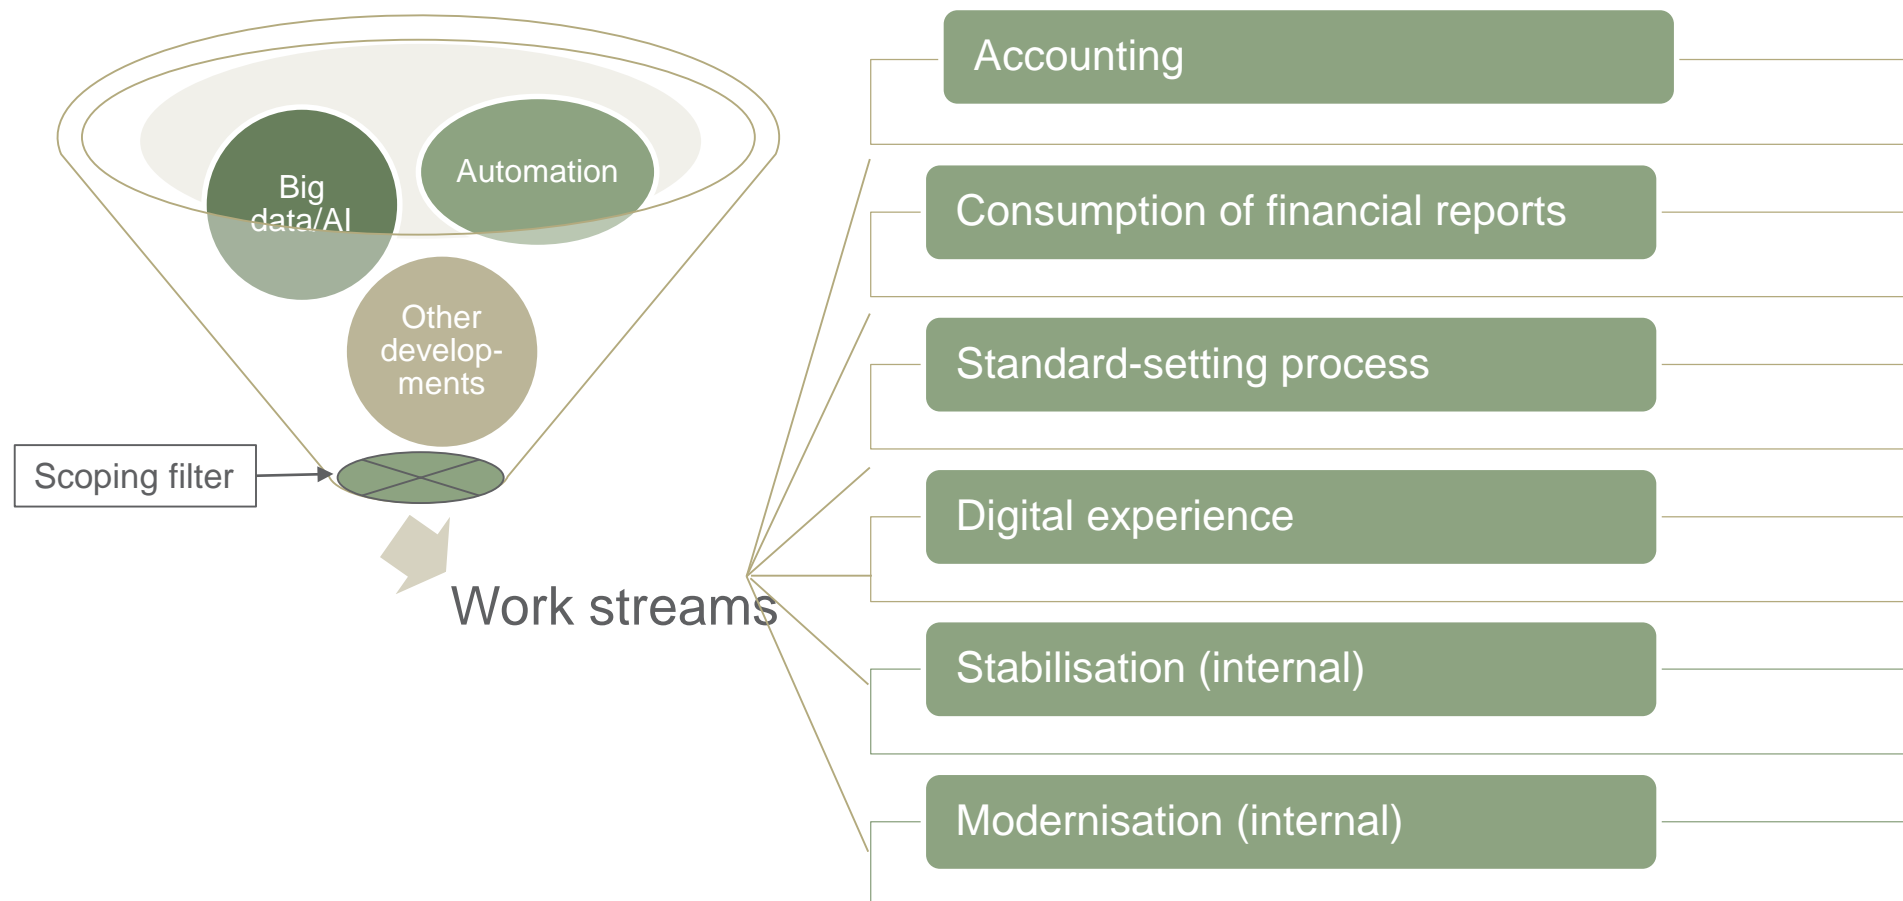 Big
data/AI
Automation
Other
develop-
ments
Scoping filter
Work streams
Accounting
Consumption of financial reports
Standard-setting process
Digital experience
Stabilisation (internal)
Modernisation (internal)